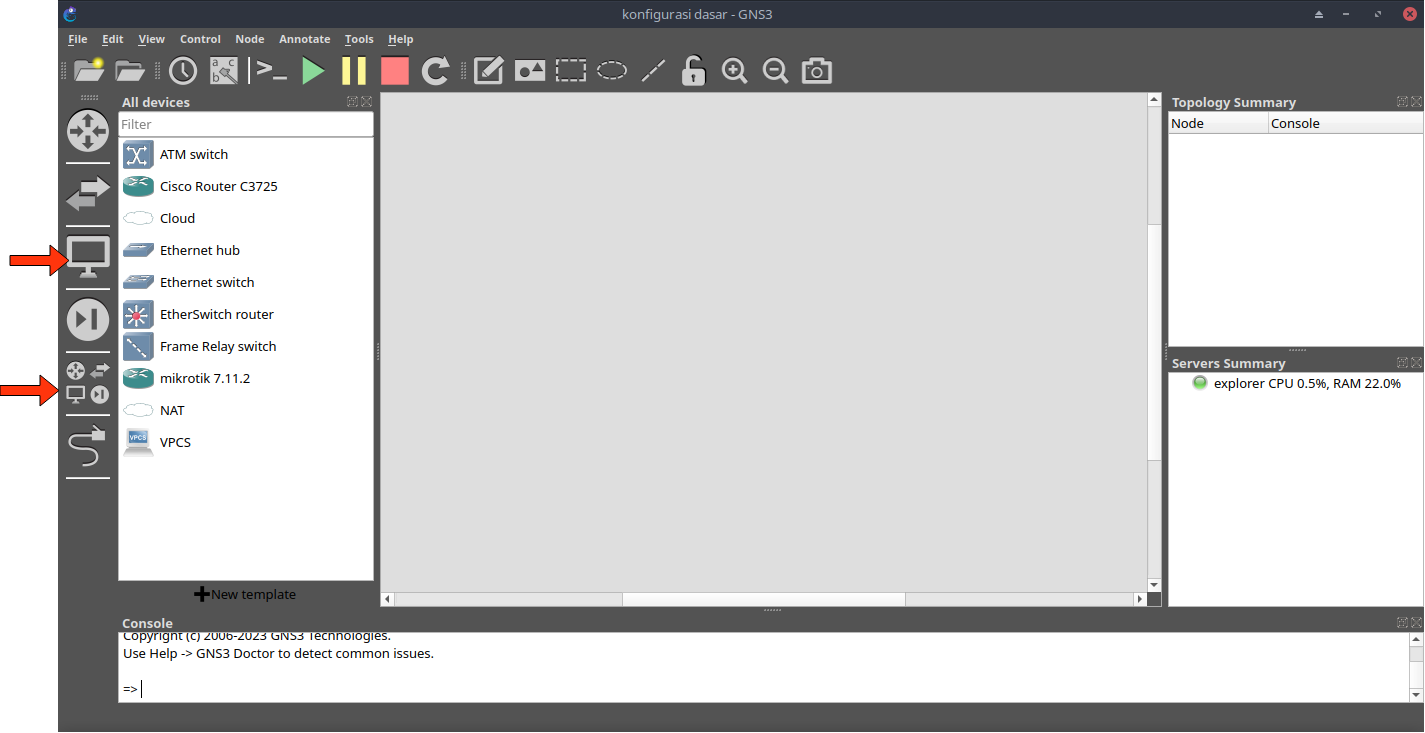 konfigurasi dasar - GNS3
File Edit View Control Node Annotate Tools Help
a c
b
All devices
Filter
ATM switch
Cisco Router C3725
Cloud
Ethernet hub
Ethernet switch
EtherSwitch router
Frame Relay switch
mikrotik 7.11.2
NAT
VPCS
VPCS
New template
Topology Summary
Node Console
Servers Summary
explorer CPU 0.5%, RAM 22.0%
Console
Copyright (c) 2006-2023 GNS3 Technologies.
Use Help -> GNS3 Doctor to detect common issues.
=>